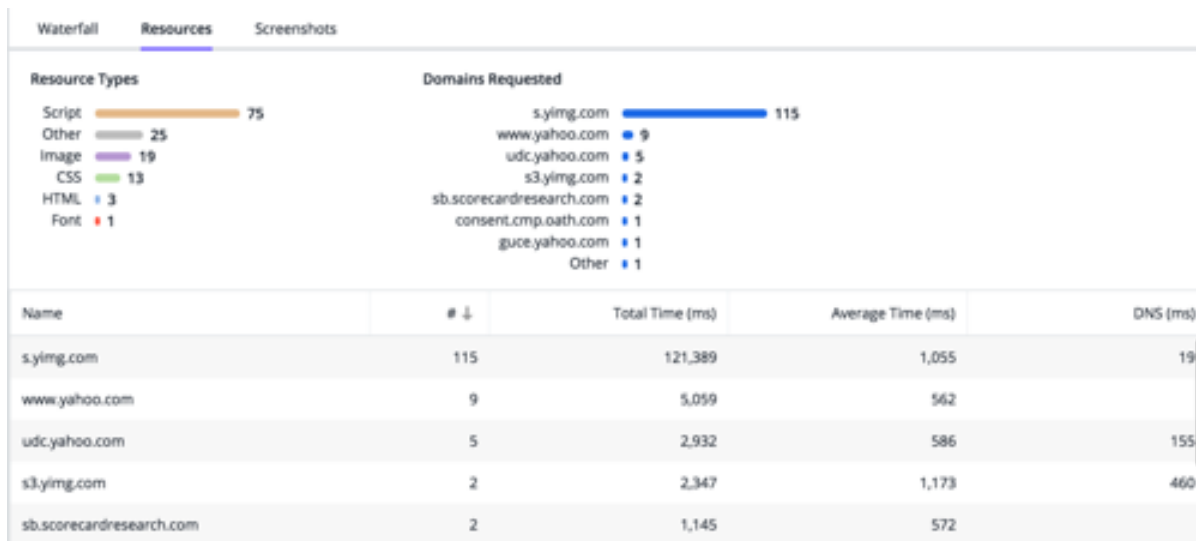 Waterfall Resources Screenshots
Resource Types
Script 75
Other 25
Image 19
CSS 13
HTML 3
Font 1
Domains Requested
s.yimg.com 115
www.yahoo.com 9
udc.yahoo.com 5
s3.yimg.com 2
sb.scorecardresearch.com 2
consent.cmp.oath.com 1
guce.yahoo.com 1
Other 1
Name # ↓ Total Time (ms) Average Time (ms) DNS (ms)
s.yimg.com 115 121,389 1,055 19
www.yahoo.com 9 5,059 562
udc.yahoo.com 5 2,932 586 155
s3.yimg.com 2 2,347 1,173 460
sb.scorecardresearch.com 2 1,145 572